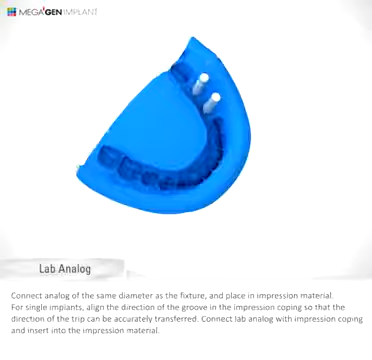 MEGA'GEN IMPLANT
Lab Analog
Connect analog of the same diameter as the fixture, and place in impression material.
For single implants, align the direction of the groove in the impression coping so that the
direction of the trip can be accurately transferred. Connect lab analog with impression coping
and insert into the impression material.